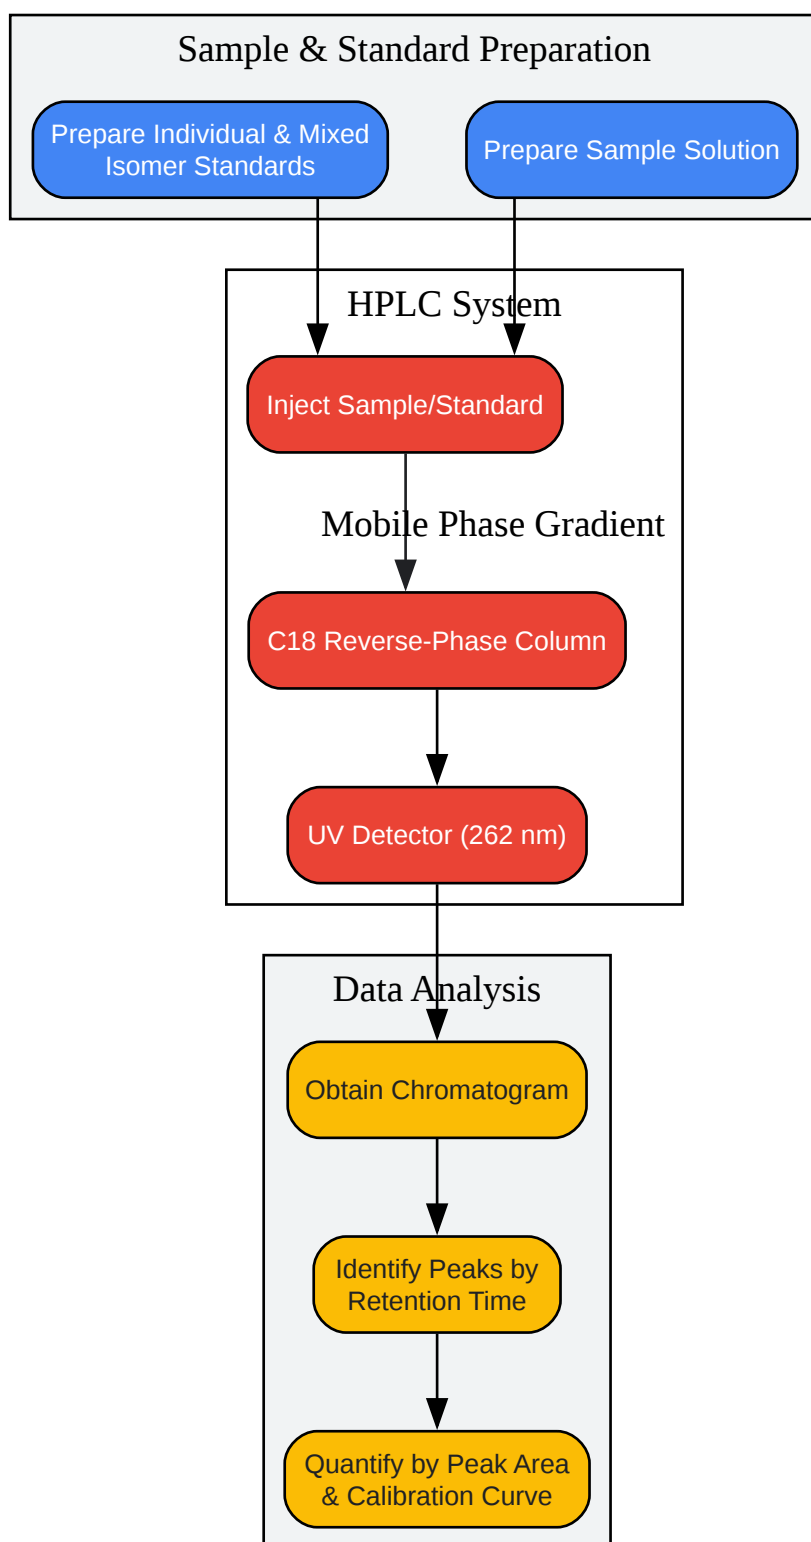 Sample & Standard Preparation
Prepare Individual & Mixed
Isomer Standards
Prepare Sample Solution
HPLC System
Inject Sample/Standard
Mobile Phase Gradient
C18 Reverse-Phase Column
UV Detector (262 nm)
Data Analysis
Obtain Chromatogram
Identify Peaks by
Retention Time
Quantify by Peak Area
& Calibration Curve